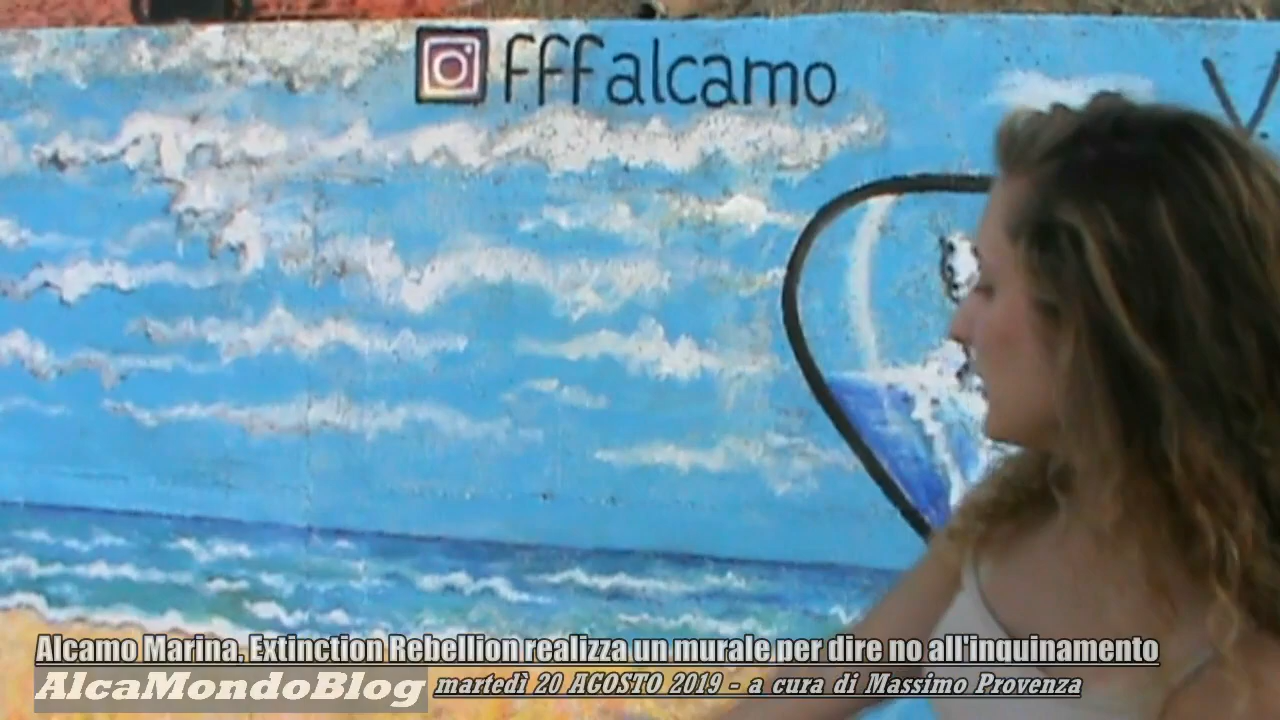 fffalcamo
Alcamo Marina. Extinction Rebellion realizza un murale per dire no all'inquinamento
AlcaMondoBlog
martedì 20 AGOSTO 2019 - a cura di Massimo Provenza